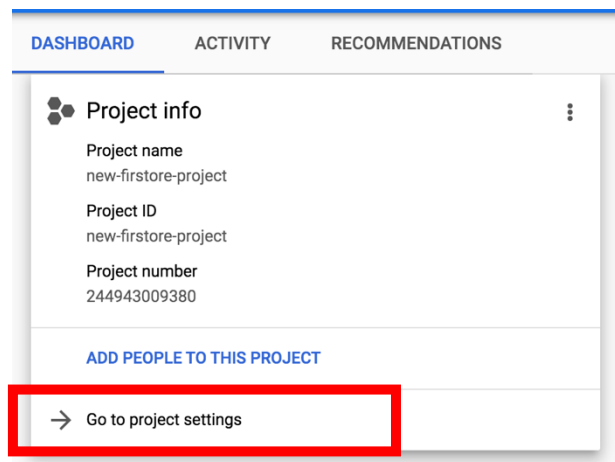 DASHBOARD ACTIVITY RECOMMENDATIONS
Project info
Project name
new-firstore-project
Project ID
new-firstore-project
Project number
244943009380
ADD PEOPLE TO THIS PROJECT
Go to project settings